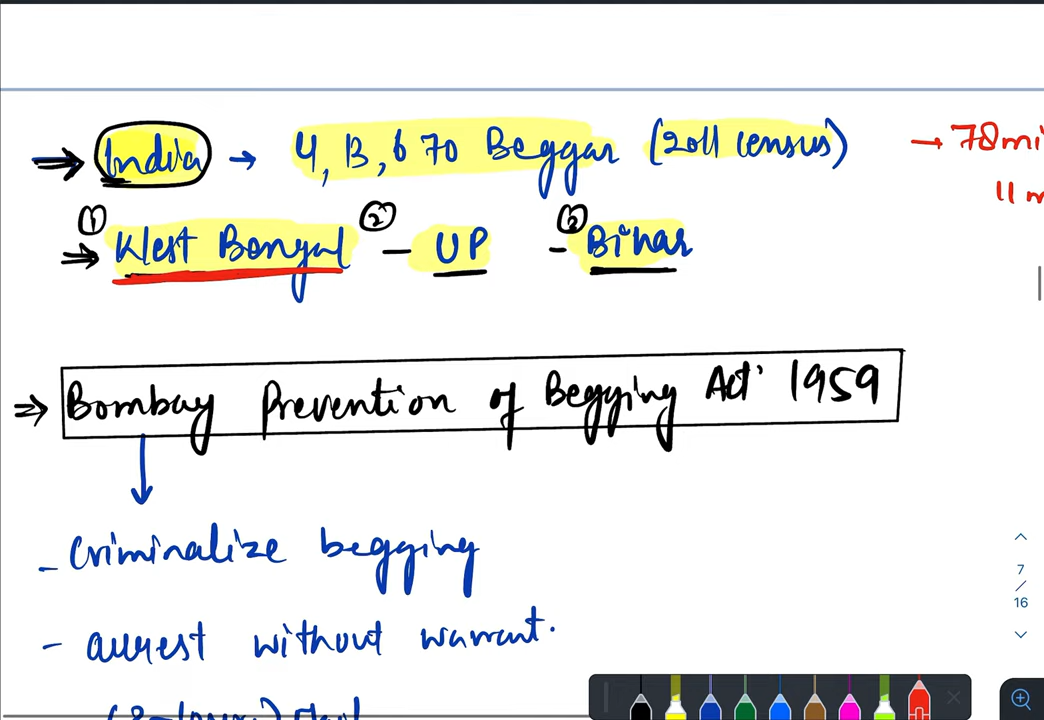 ⇒ India → 4,13,670 Beggar (2011 census) → 78mi
11 m
① ② ③
⇒ West Bengal - UP - Bihar
⇒ Bombay Prevention of Begging Act' 1959
- Criminalize begging
- arrest without warrant.
7
/
16